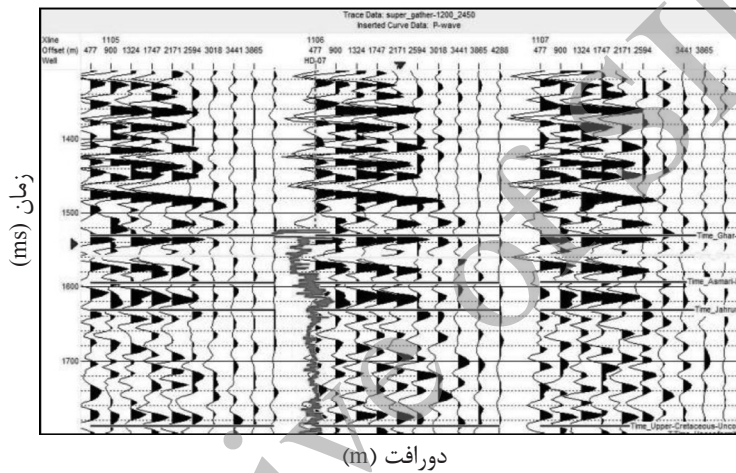 Trace Data: super_gather-1200_2450
Inserted Curve Data: P-wave
Xline 1105 1106 1107
Offset (m) 477 900 1324 1747 2171 2594 3018 3441 3865 477 900 1324 1747 2171 2594 3018 3441 3865 4288 477 900 1324 1747 2171 2594 3441 3865
Well HD-07
1400
1500
Time_Ghar
1600
Time_Aamari-
Time_Jahru
1700
Time_Upper-Cretaceous-Unco
زمان (ms)
دورافت (m)